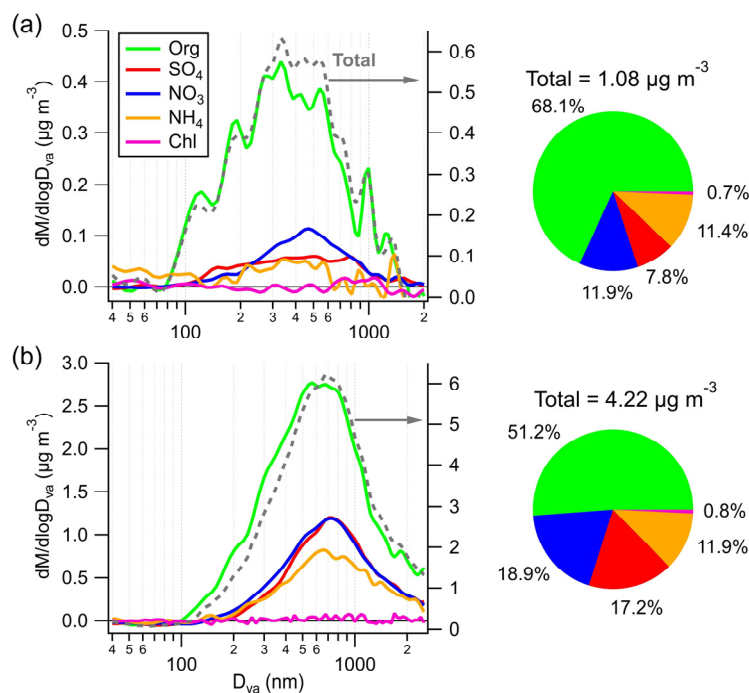 (a)
dM/dlogDva (µg m-3)
0.5
0.4
0.3
0.2
0.1
0.0
Org
SO4
NO3
NH4
Chl
Total
0.6
0.5
0.4
0.3
0.2
0.1
0.0
4 5 6 2 3 4 5 6 2
100 1000
Total = 1.08 µg m-3
68.1%
0.7%
11.4%
7.8%
11.9%
(b)
dM/dlogDva (µg m-3)
3.0
2.5
2.0
1.5
1.0
0.5
0.0
6
5
4
3
2
1
0
4 5 6 2 3 4 5 6 2
100 1000
Dva (nm)
Total = 4.22 µg m-3
51.2%
0.8%
11.9%
18.9%
17.2%